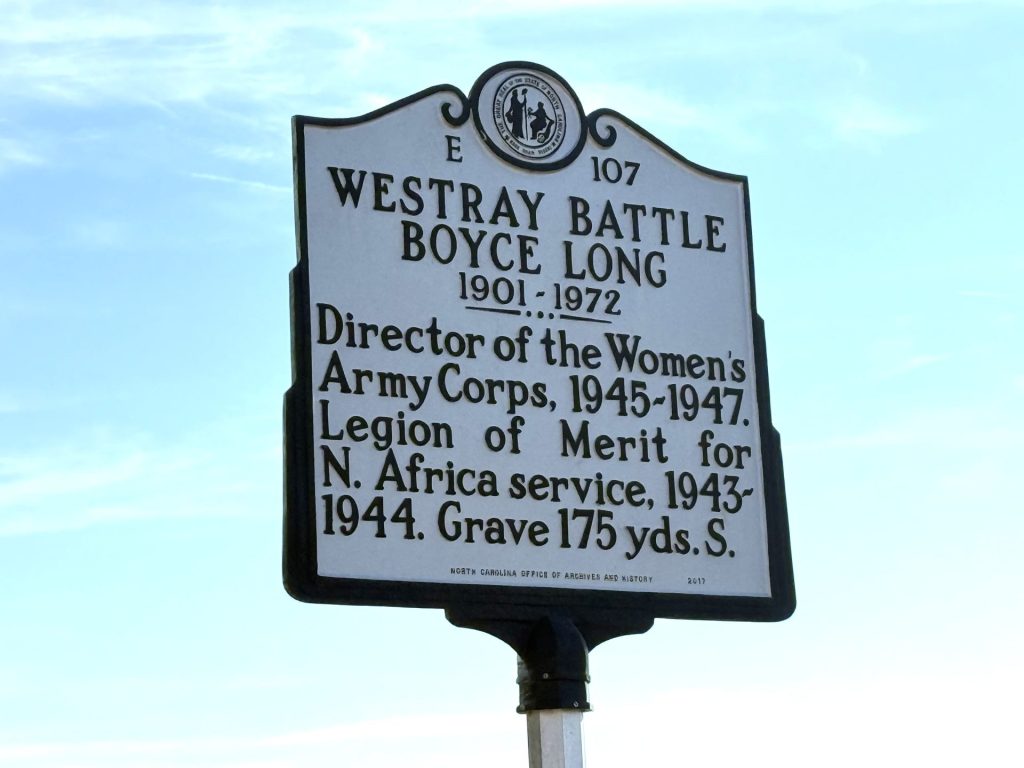 E 107
WESTRAY BATTLE
BOYCE LONG
1901-1972
Director of the Women's
Army Corps, 1945-1947.
Legion of Merit for
N. Africa service, 1943-
1944. Grave 175 yds. S.
NORTH CAROLINA OFFICE OF ARCHIVES AND HISTORY 2017